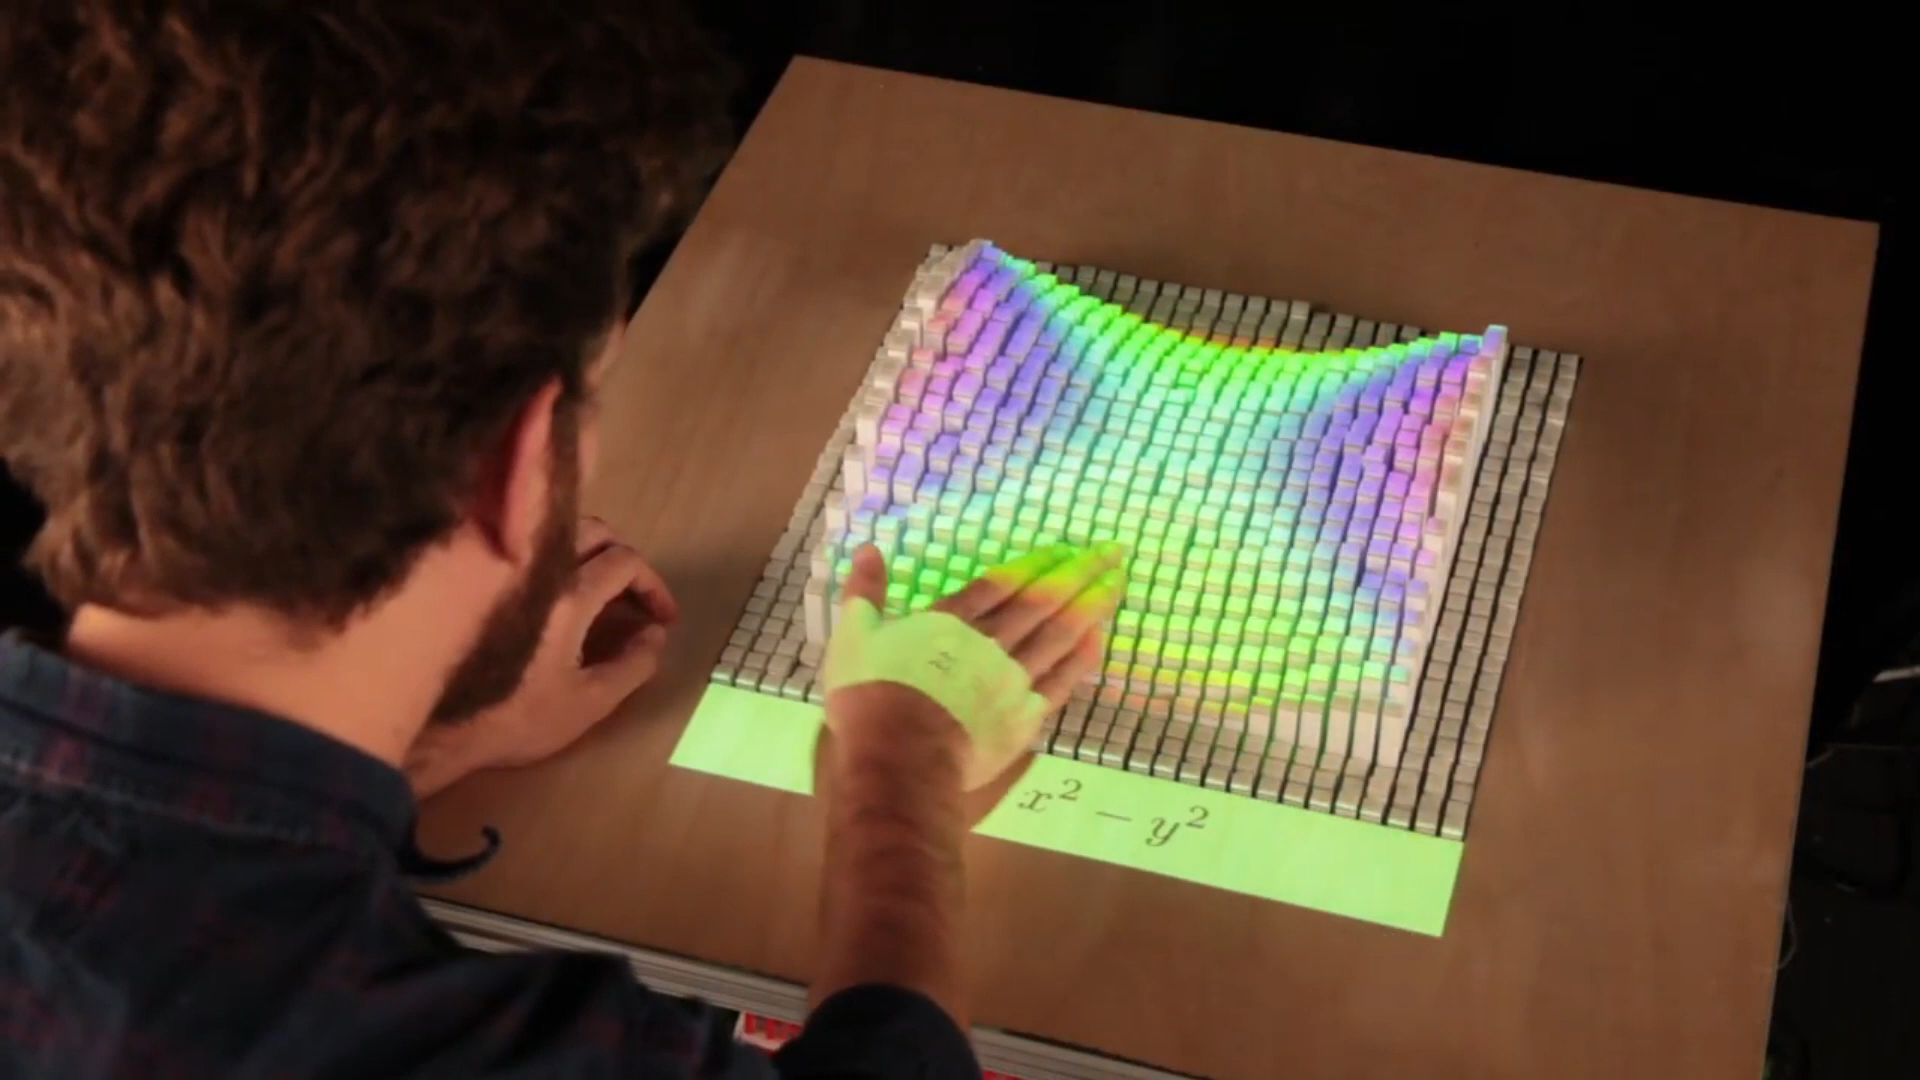 z x² − y²